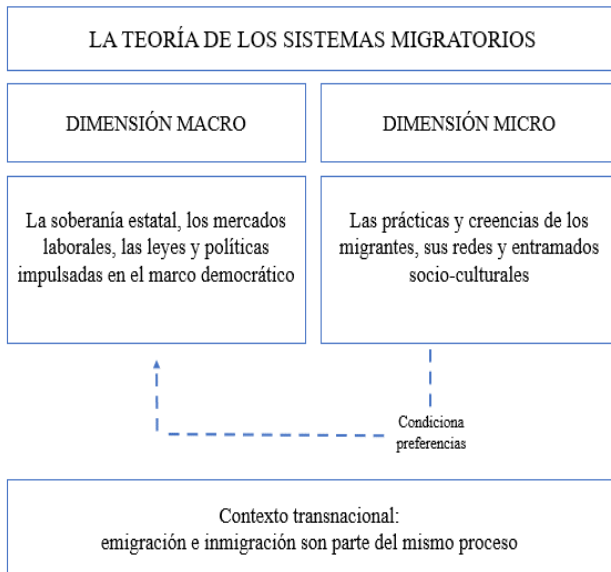 LA TEORÍA DE LOS SISTEMAS MIGRATORIOS
DIMENSIÓN MACRO
DIMENSIÓN MICRO
La soberanía estatal, los mercados
laborales, las leyes y políticas
impulsadas en el marco democrático
Las prácticas y creencias de los
migrantes, sus redes y entramados
socio-culturales
Condiciona
preferencias
Contexto transnacional:
emigración e inmigración son parte del mismo proceso